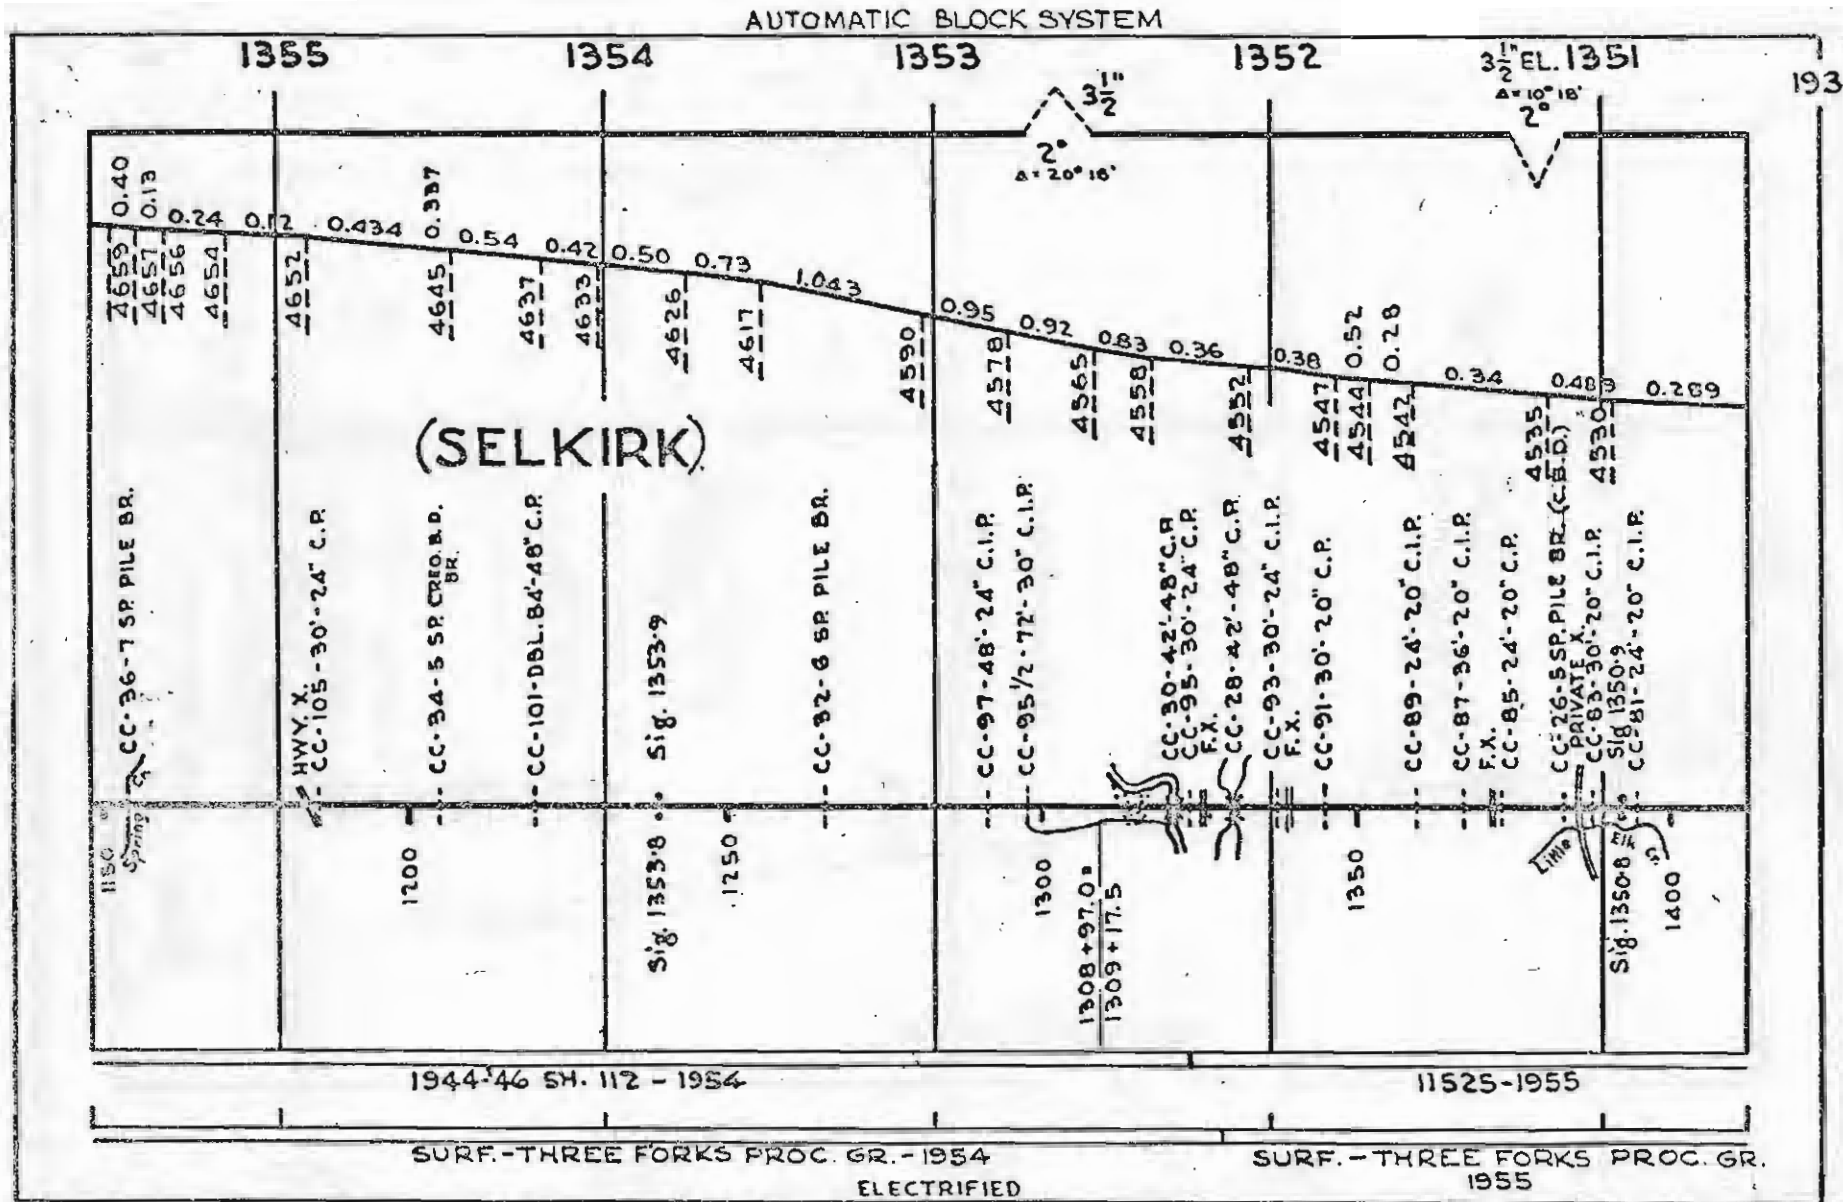 AUTOMATIC BLOCK SYSTEM
1355
1354
1353
1352
3½" EL. 1351
193
Δ = 10° 18'
2°
3½"
2°
Δ = 20° 18'
0.40
0.13
0.24
0.12
0.434
0.337
0.54
0.42
0.50
0.73
1.043
0.95
0.92
0.83
0.36
0.38
0.52
0.28
0.34
0.289
4659
4657
4656
4654
4652
4645
4637
4633
4626
4617
4590
4578
4565
4558
4552
4547
4544
4542
4535
4530
(SELKIRK)
CC-36-7 SP. PILE BR.
HWY. X.
CC-105-30'-24" C.P.
CC-34-5 SP. CREO. B.D.
BR.
CC-101-DBL. 84'-48" C.P.
Sig. 1353.9
CC-32-6 SP. PILE BR.
CC-97-48'-24" C.I.P.
CC-95½-72'-30" C.I.P.
CC-30-42'-48" C.P.
CC-95-30'-24" C.P.
F.X.
CC-28-42'-48" C.P.
CC-93-30'-24" C.I.P.
F.X.
CC-91-30'-20" C.P.
CC-89-24'-20" C.I.P.
CC-87-36'-20" C.I.P.
F.X.
CC-85-24'-20" C.P.
CC-26-5 SP. PILE BR. (C.B.D.)
PRIVATE X.
CC-83-30'-20" C.I.P.
Sig 1350.9
CC-81-24'-20" C.I.P.
1150
Spring Cr.
1200
Sig. 1353.8
1250
1300
1308+97.0 =
1309+17.5
1350
Little Elk Cr.
Sig. 1350.8
1400
1944-'46 SH. 112 - 1954
11525-1955
SURF.-THREE FORKS PROC. GR.-1954
SURF.-THREE FORKS PROC. GR.
1955
ELECTRIFIED